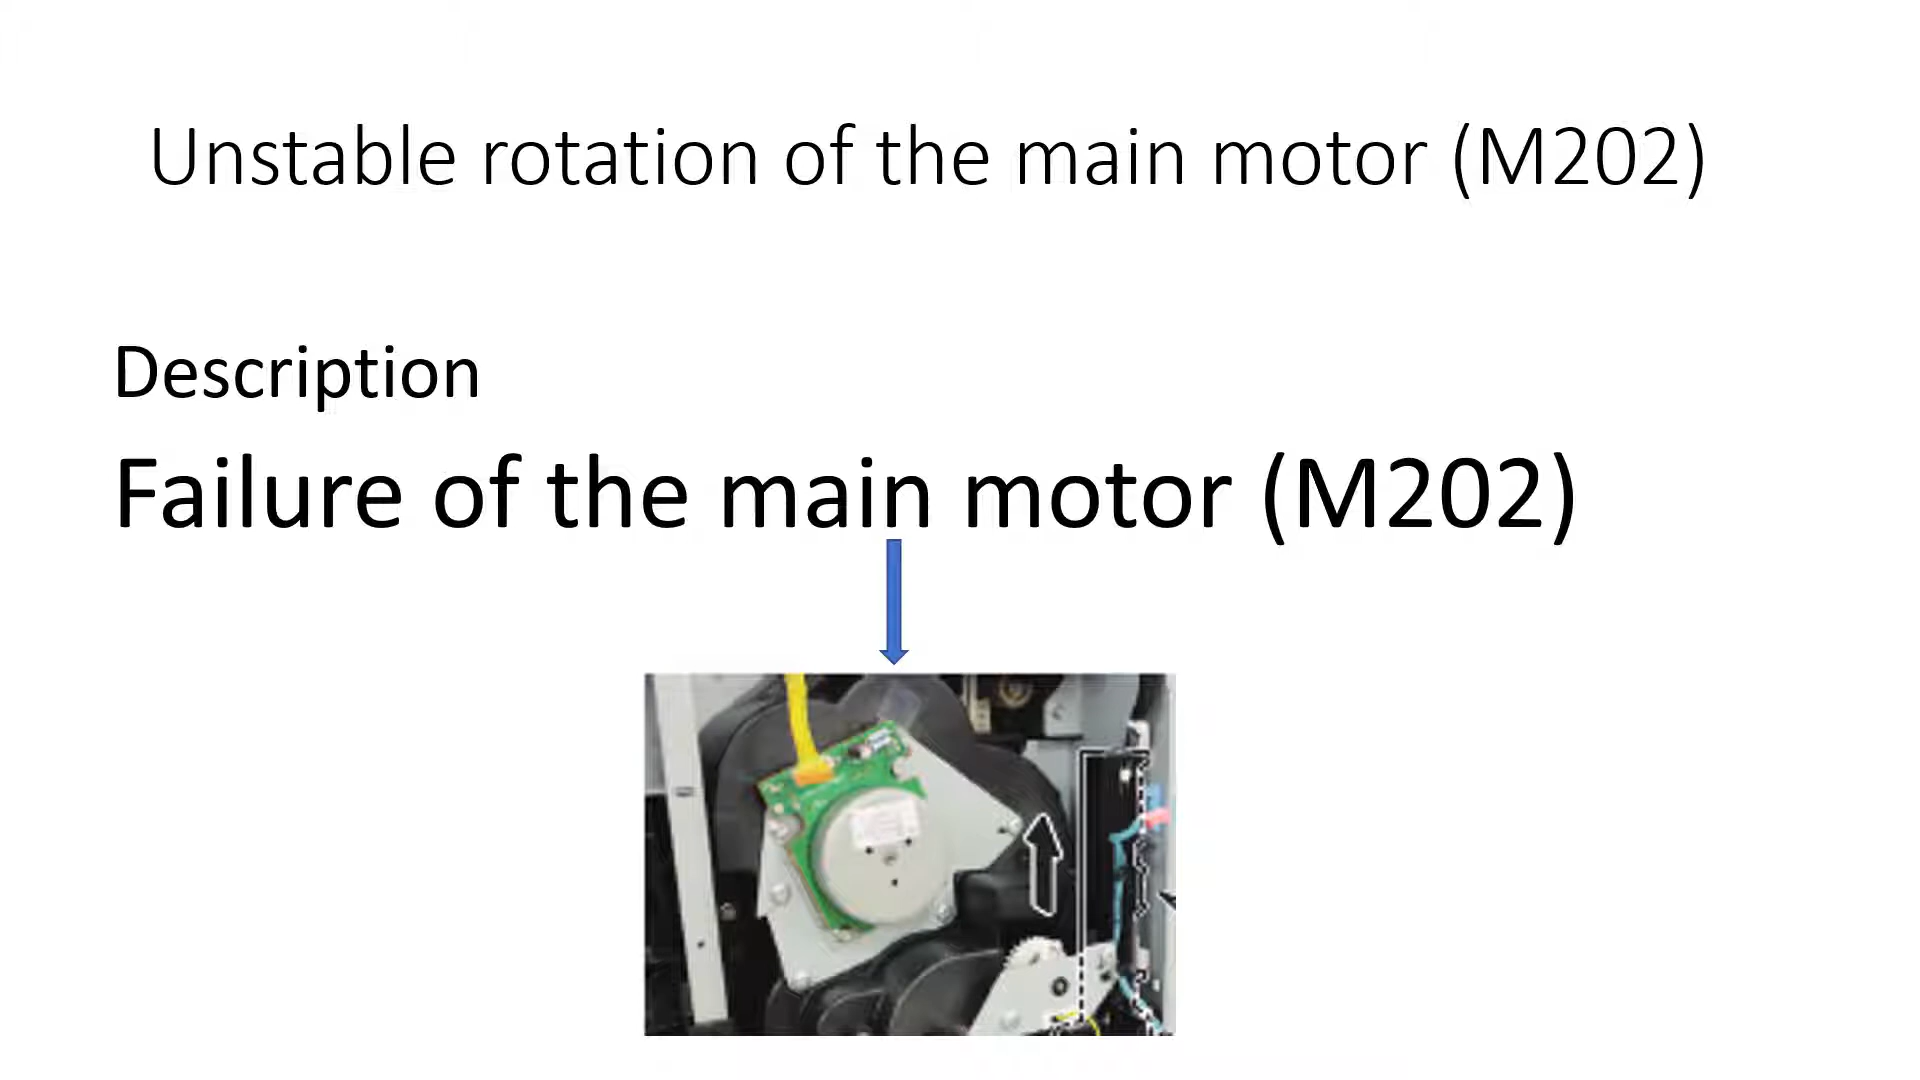 Unstable rotation of the main motor (M202)
Description
Failure of the main motor (M202)